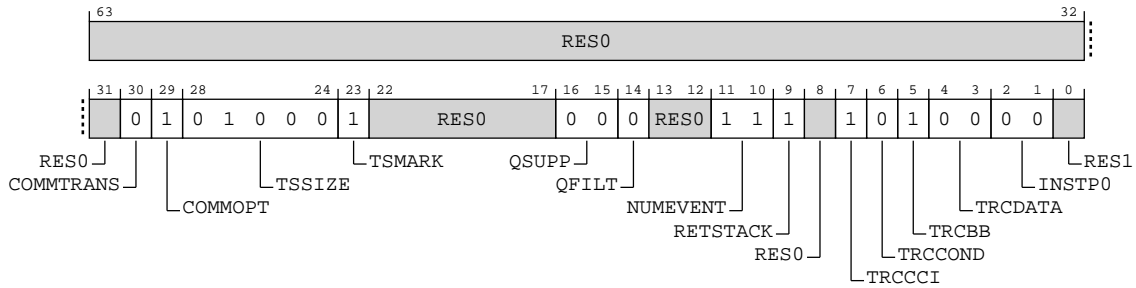 63 32
RES0
31 30 29 28 24 23 22 17 16 15 14 13 12 11 10 9 8 7 6 5 4 3 2 1 0
0 1 0 1 0 0 0 1 RES0 0 0 0 RES0 1 1 1 1 0 1 0 0 0 0
RES0 TSMARK QSUPP RES1
COMMTRANS TSSIZE QFILT INSTP0
COMMOPT NUMEVENT TRCDATA
RETSTACK TRCBB
RES0 TRCCOND
TRCCCI